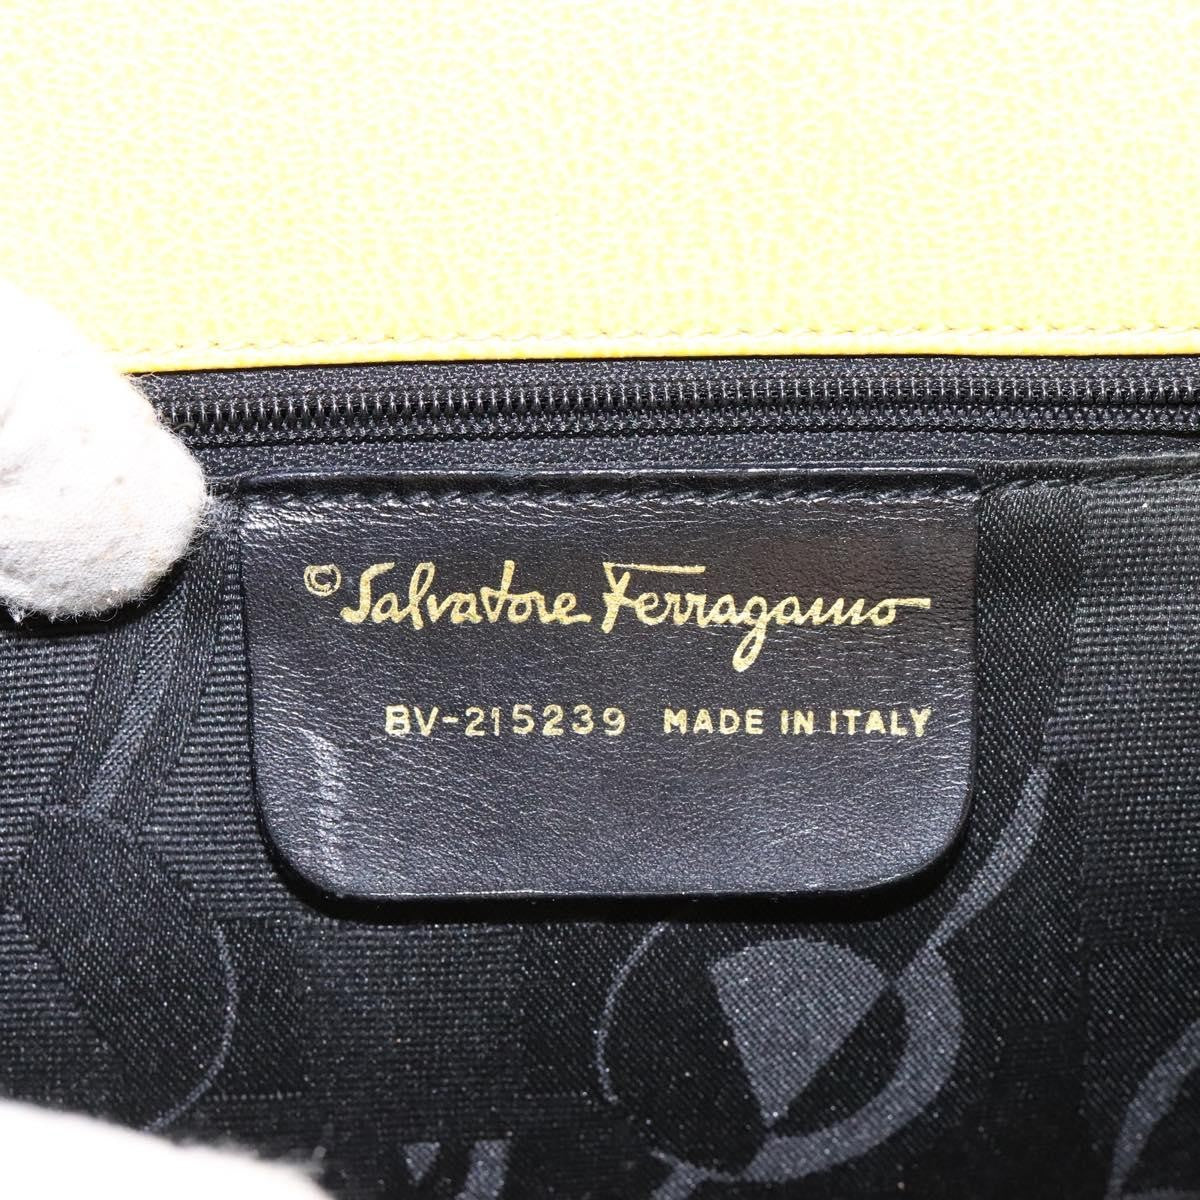 © Salvatore Ferragamo
BV-215239 MADE IN ITALY